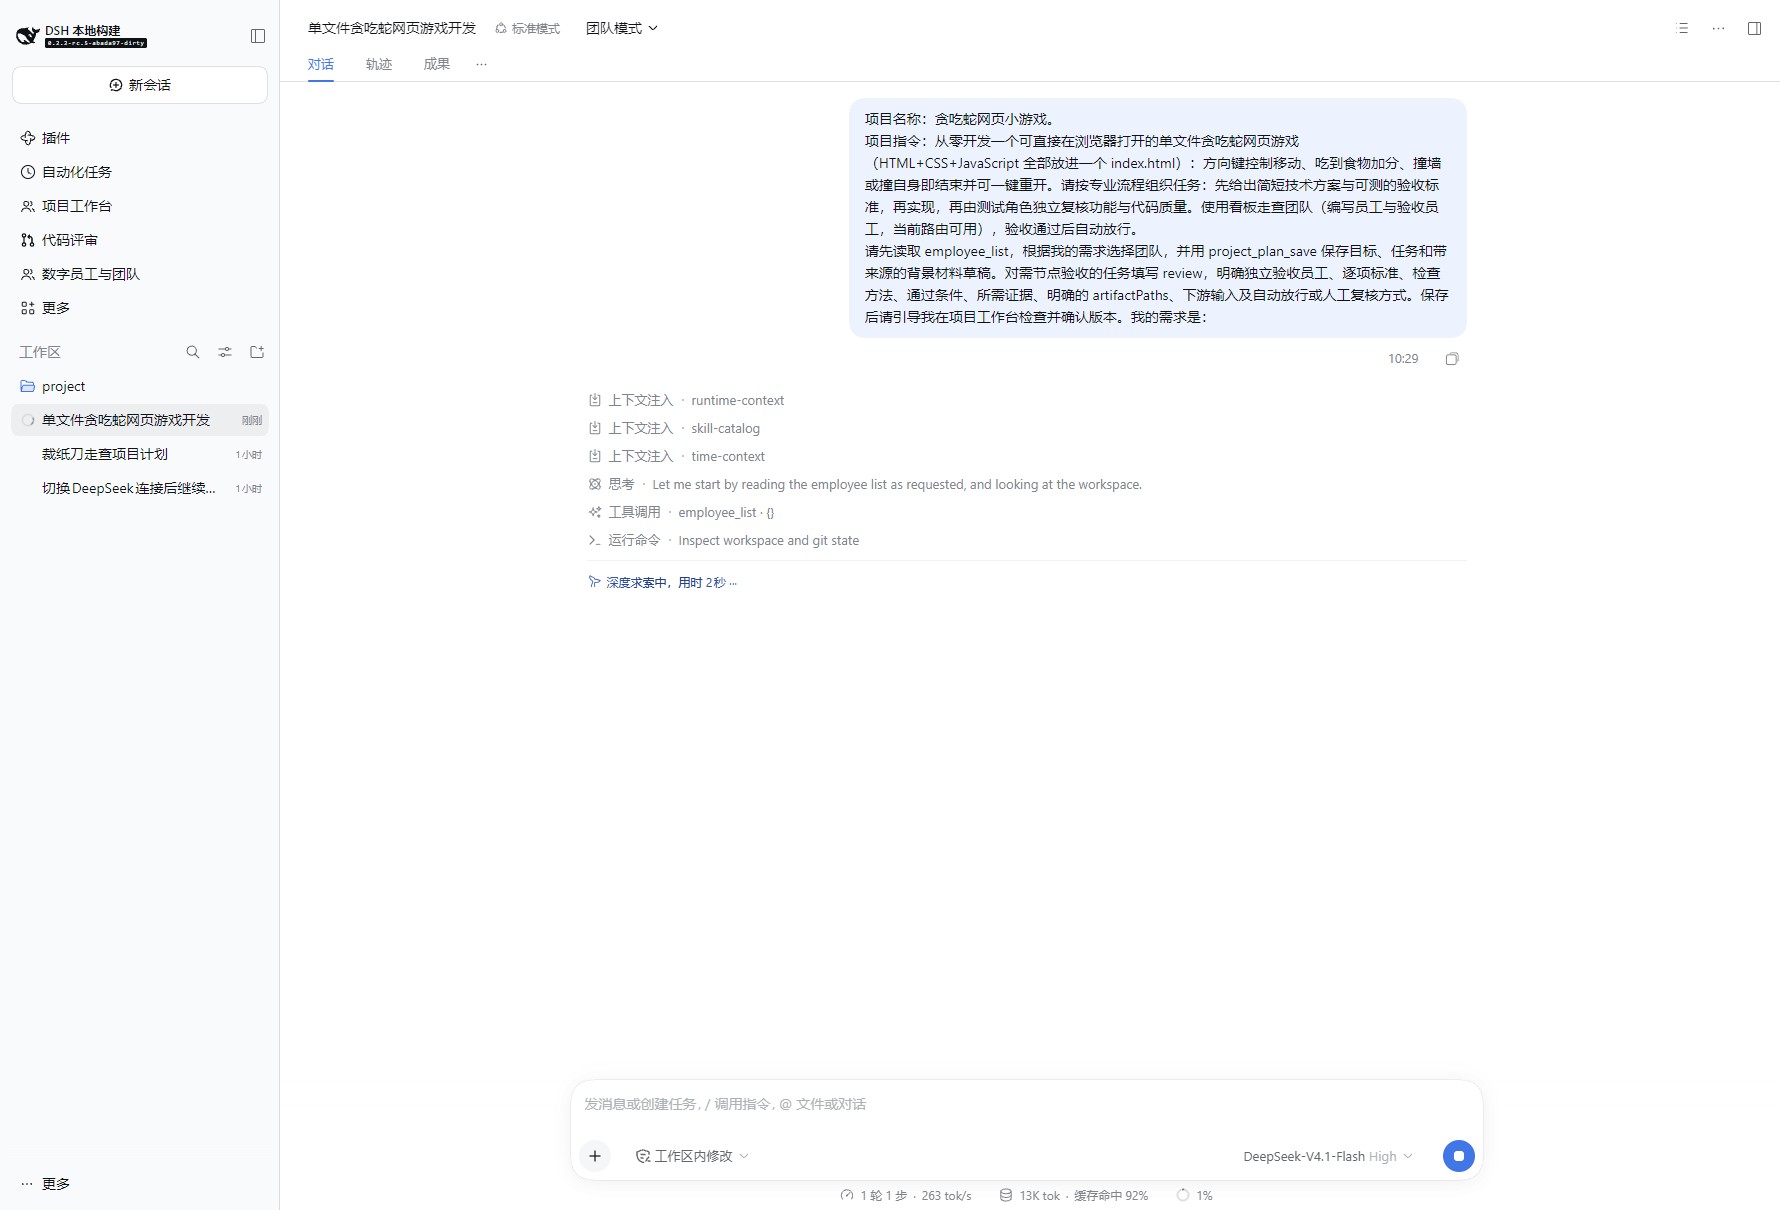 DSH 本地构建
0.3.2-rc.5-abada97-dirty
新会话
插件
自动化任务
项目工作台
代码评审
数字员工与团队
更多
工作区
project
单文件贪吃蛇网页游戏开发 刚刚
裁纸刀走查项目计划 1小时
切换DeepSeek连接后继续... 1小时
更多
单文件贪吃蛇网页游戏开发 标准模式 团队模式
对话 轨迹 成果 ...
项目名称：贪吃蛇网页小游戏。
项目指令：从零开发一个可直接在浏览器打开的单文件贪吃蛇网页游戏
（HTML+CSS+JavaScript 全部放进一个 index.html）：方向键控制移动、吃到食物加分、撞墙
或撞自身即结束并可一键重开。请按专业流程组织任务：先给出简短技术方案与可测的验收标
准，再实现，再由测试角色独立复核功能与代码质量。使用看板走查团队（编写员工与验收员
工，当前路由可用），验收通过后自动放行。
请先读取 employee_list，根据我的需求选择团队，并用 project_plan_save 保存目标、任务和带
来源的背景材料草稿。对需节点验收的任务填写 review，明确独立验收员工、逐项标准、检查
方法、通过条件、所需证据、明确的 artifactPaths、下游输入及自动放行或人工复核方式。保存
后请引导我在项目工作台检查并确认版本。我的需求是：
10:29
上下文注入 · runtime-context
上下文注入 · skill-catalog
上下文注入 · time-context
思考 · Let me start by reading the employee list as requested, and looking at the workspace.
工具调用 · employee_list · {}
运行命令 · Inspect workspace and git state
深度求索中，用时 2秒 ...
发消息或创建任务, / 调用指令, @ 文件或对话
工作区内修改
DeepSeek-V4.1-Flash High
1 轮 1 步 · 263 tok/s 13K tok · 缓存命中 92% 1%